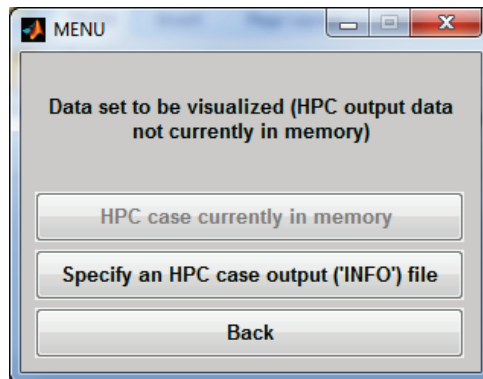 MENU
Data set to be visualized (HPC output data
not currently in memory)
HPC case currently in memory
Specify an HPC case output ('INFO') file
Back